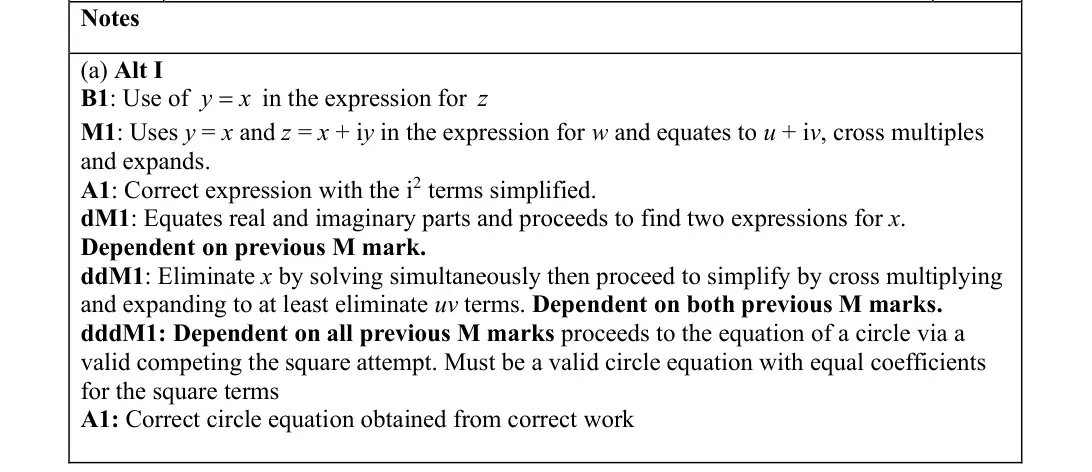 Notes
(a) Alt I
B1: Use of y = x in the expression for z
M1: Uses y = x and z = x + iy in the expression for w and equates to u + iv, cross multiples
and expands.
A1: Correct expression with the i² terms simplified.
dM1: Equates real and imaginary parts and proceeds to find two expressions for x.
Dependent on previous M mark.
ddM1: Eliminate x by solving simultaneously then proceed to simplify by cross multiplying
and expanding to at least eliminate uv terms. Dependent on both previous M marks.
dddM1: Dependent on all previous M marks proceeds to the equation of a circle via a
valid competing the square attempt. Must be a valid circle equation with equal coefficients
for the square terms
A1: Correct circle equation obtained from correct work